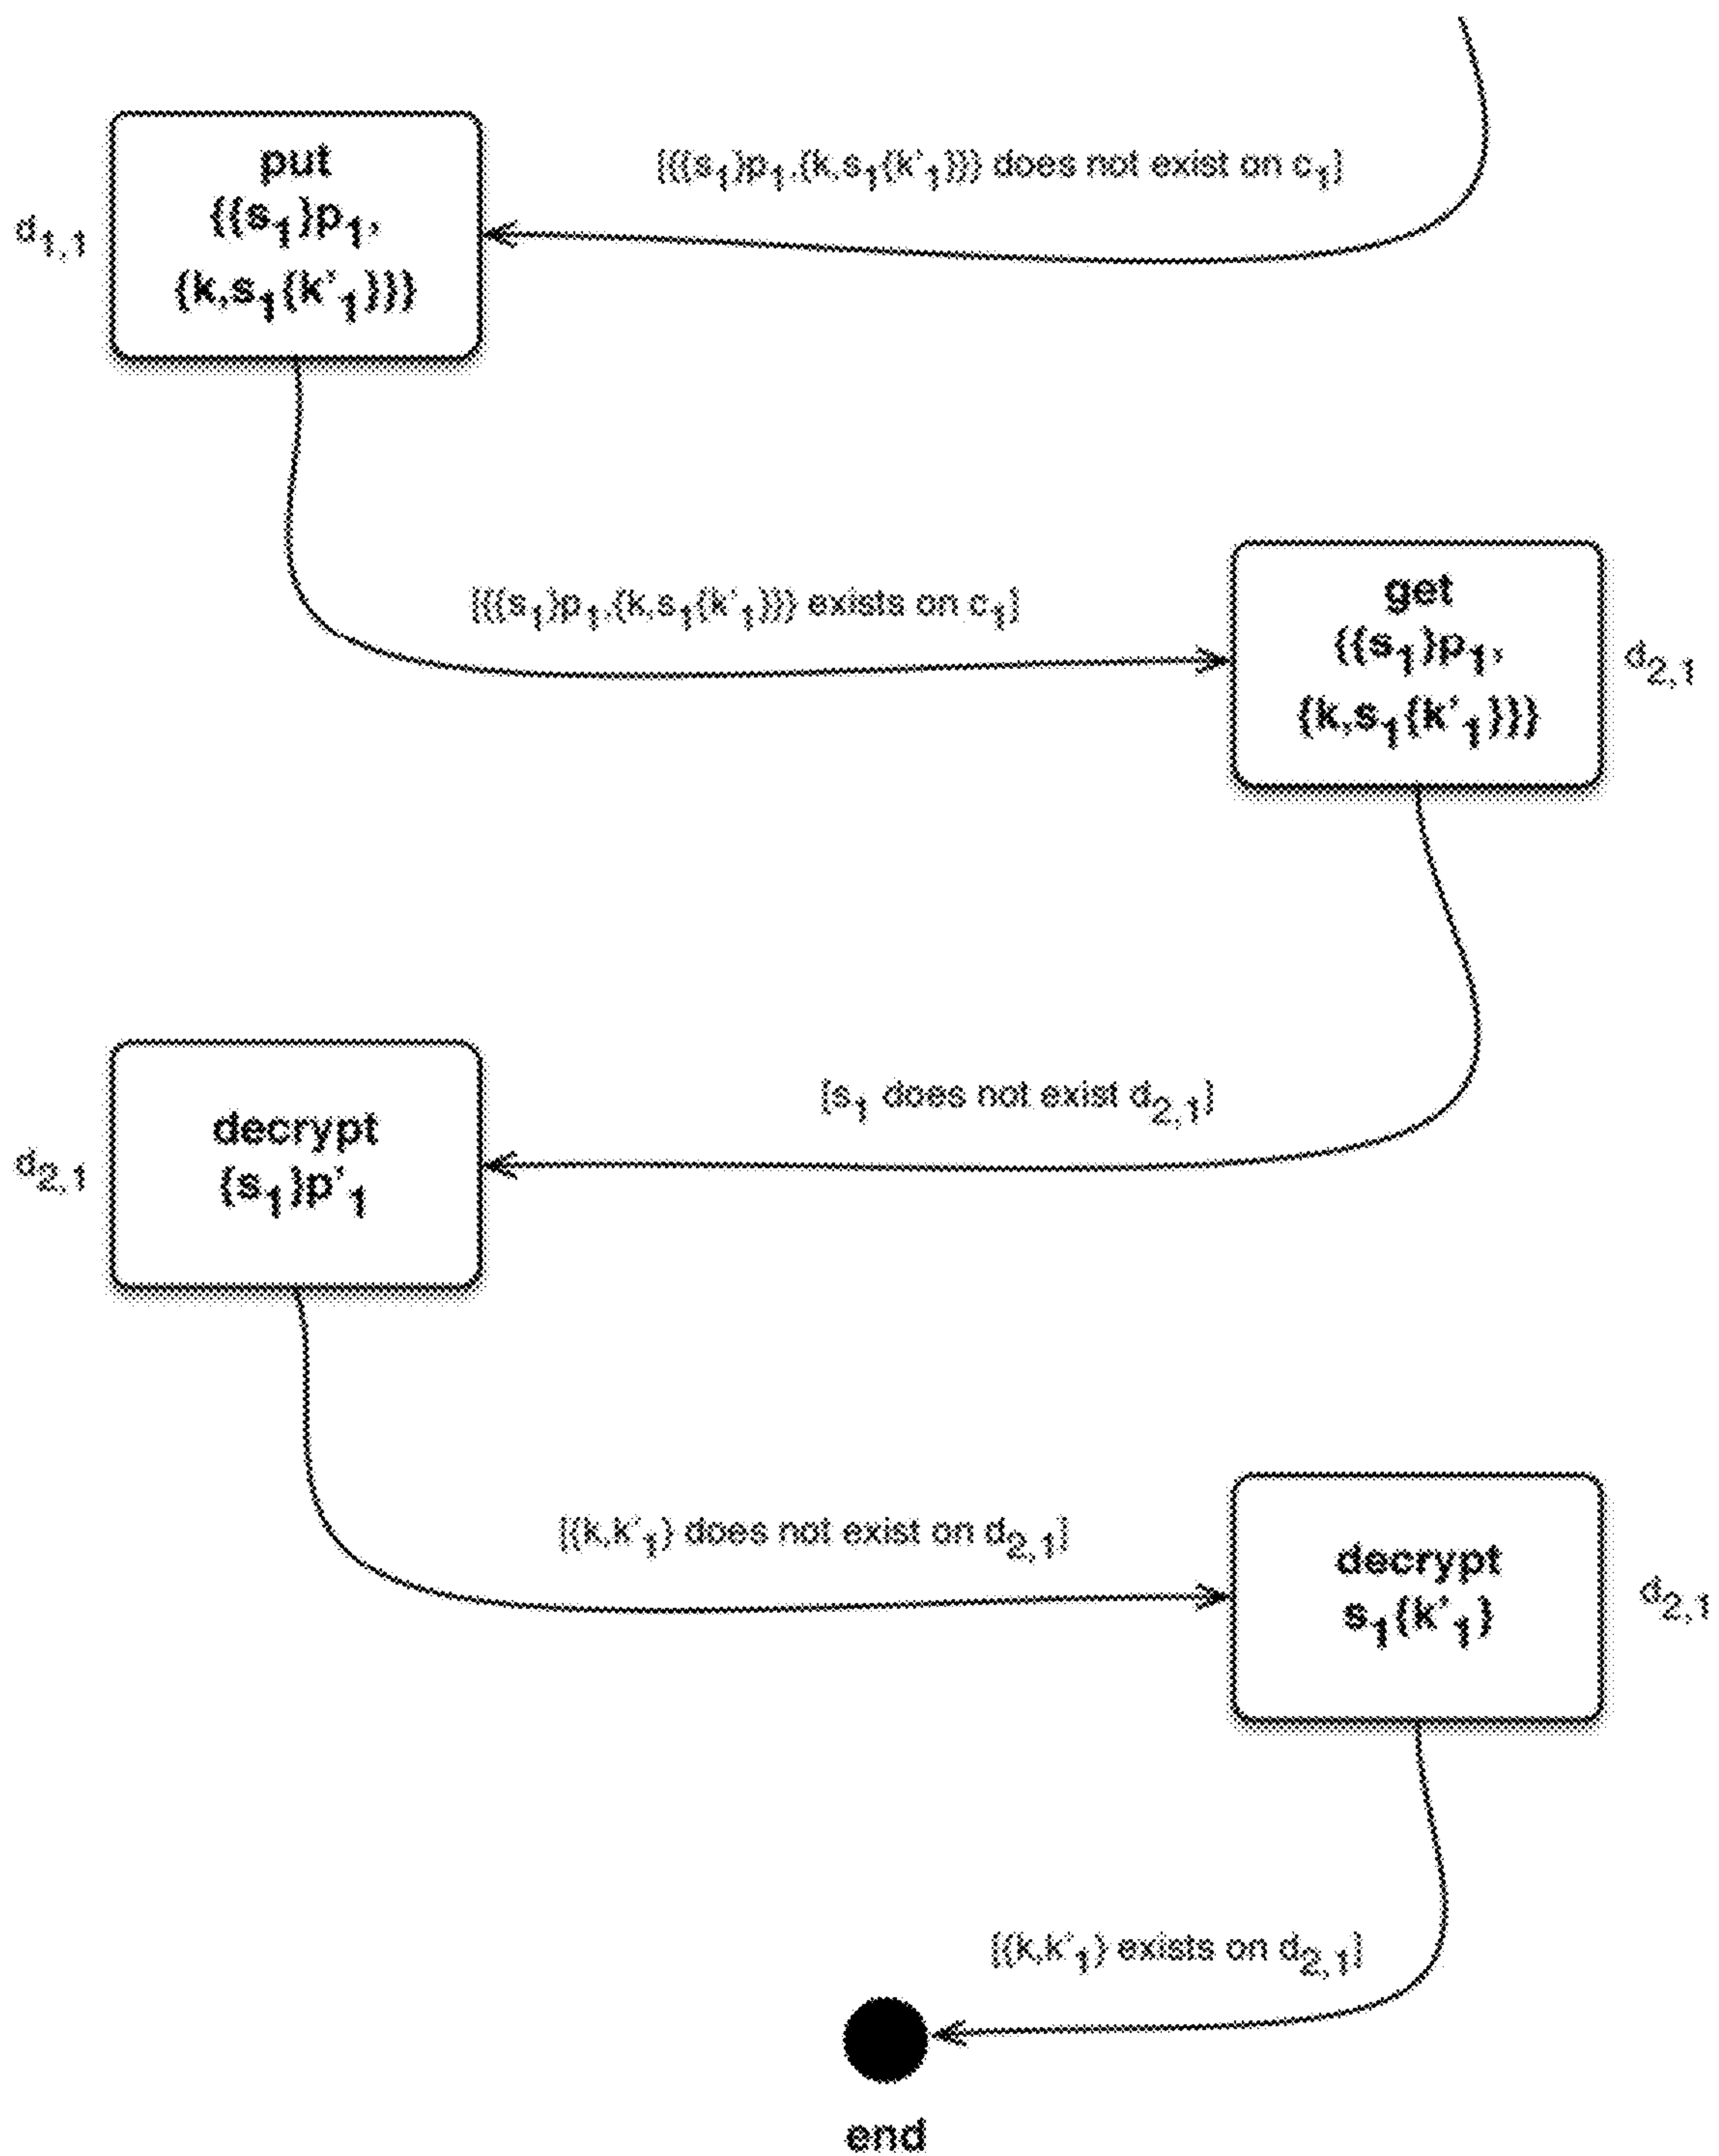 [{{s₁}p₁,{k,s₁{k'₁}}} does not exist on c₁]
put
{{s₁}p₁,
{k,s₁{k'₁}}}
d₁,₁
[{{s₁}p₁,{k,s₁{k'₁}}} exists on c₁]
get
{{s₁}p₁,
{k,s₁{k'₁}}}
d₂,₁
[s₁ does not exist d₂,₁]
decrypt
{s₁}p'₁
d₂,₁
[{k,k'₁} does not exist on d₂,₁]
decrypt
s₁{k'₁}
d₂,₁
[{k,k'₁} exists on d₂,₁]
end